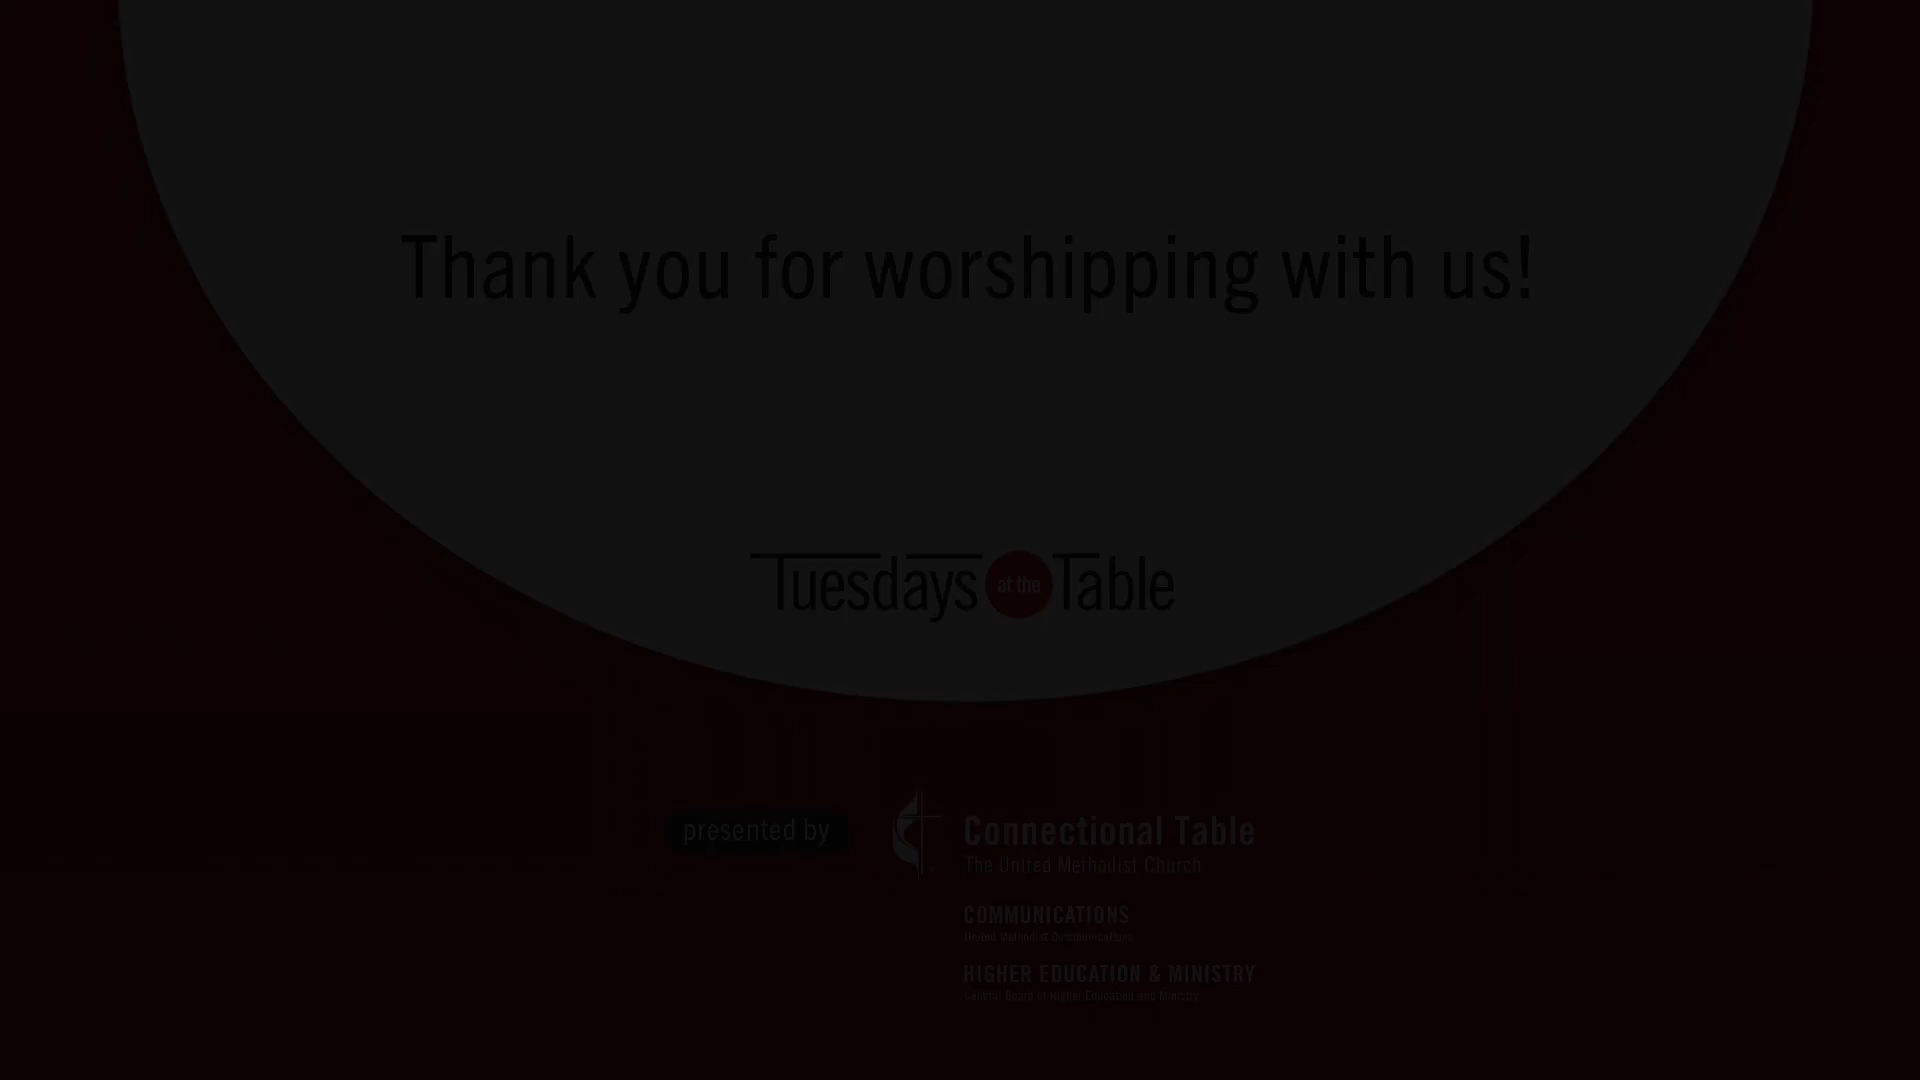 Thank you for worshipping with us!
Tuesdays at the Table
presented by
Connectional Table
The United Methodist Church
COMMUNICATIONS
United Methodist Communications
HIGHER EDUCATION & MINISTRY
General Board of Higher Education and Ministry